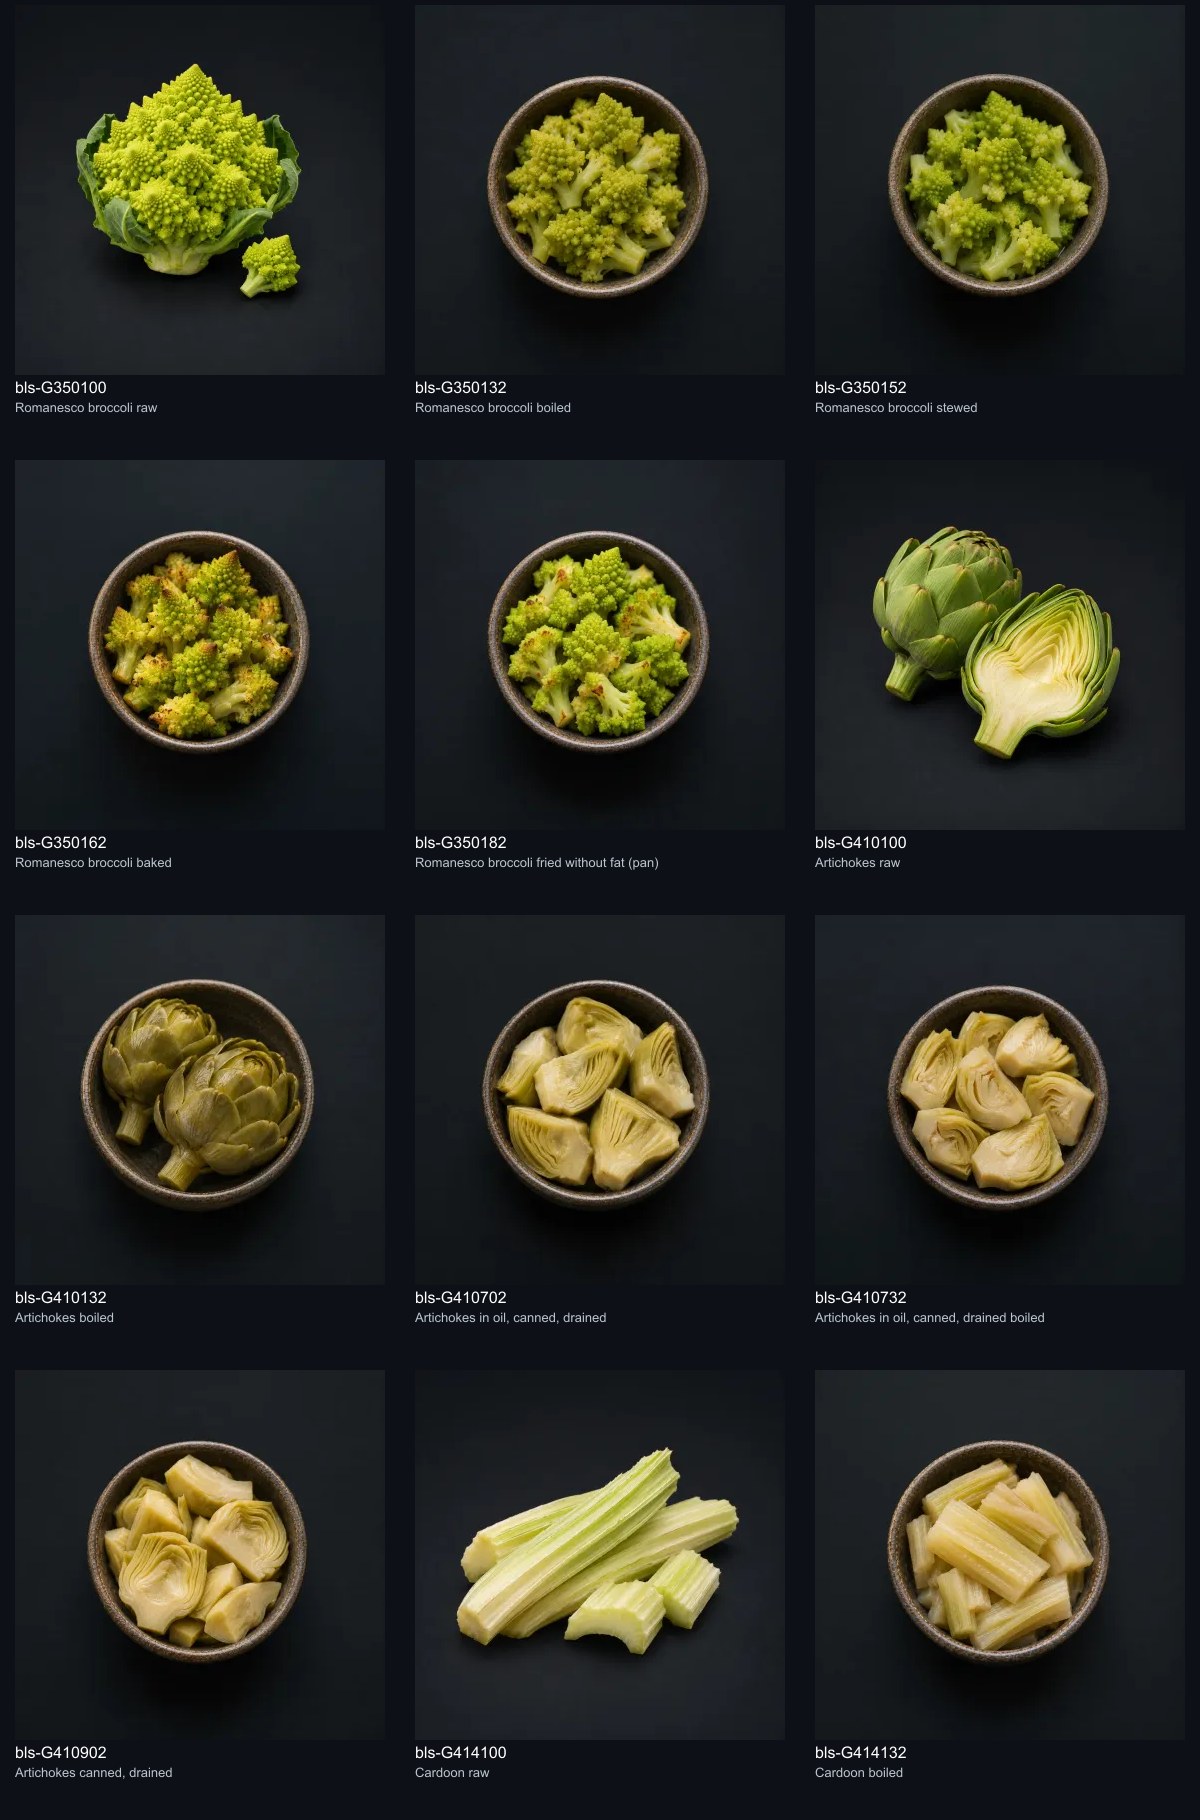 bls-G350100
Romanesco broccoli raw
bls-G350132
Romanesco broccoli boiled
bls-G350152
Romanesco broccoli stewed
bls-G350162
Romanesco broccoli baked
bls-G350182
Romanesco broccoli fried without fat (pan)
bls-G410100
Artichokes raw
bls-G410132
Artichokes boiled
bls-G410702
Artichokes in oil, canned, drained
bls-G410732
Artichokes in oil, canned, drained boiled
bls-G410902
Artichokes canned, drained
bls-G414100
Cardoon raw
bls-G414132
Cardoon boiled